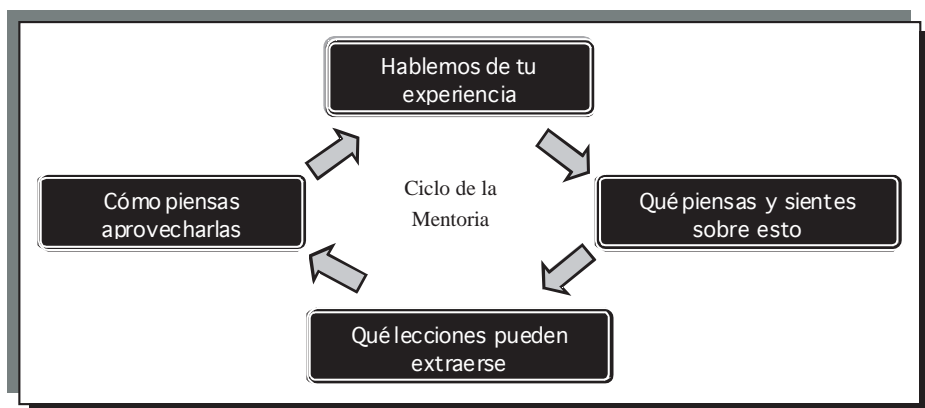 Hablemos de tu
experiencia
Ciclo de la
Mentoria
Cómo piensas
aprovecharlas
Qué piensas y sientes
sobre esto
Qué lecciones pueden
extraerse